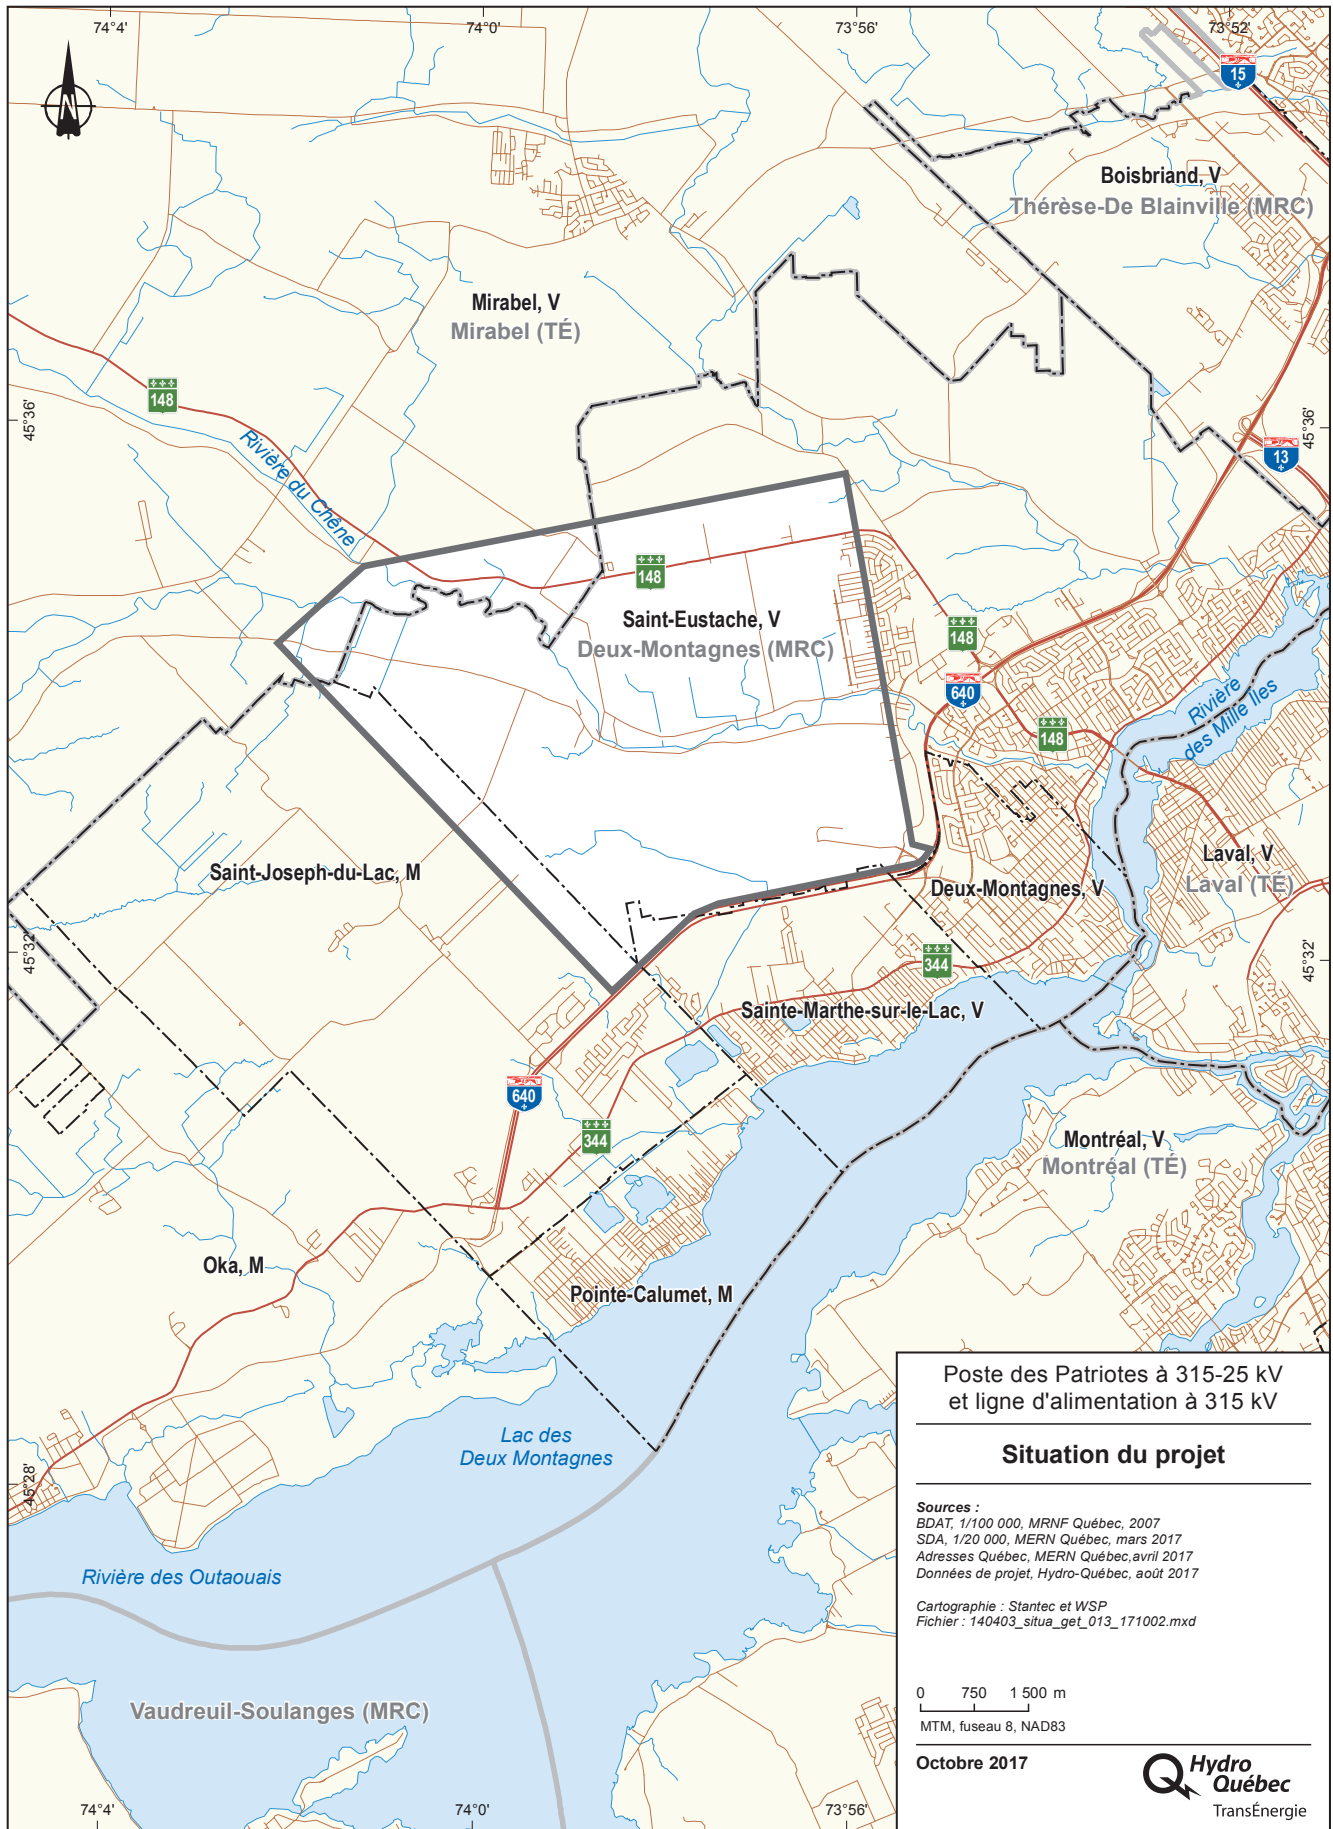 74°4'
74°0'
73°56'
73°52'
N
15
Boisbriand, V
Thérèse-De Blainville (MRC)
Mirabel, V
Mirabel (TÉ)
148
45°36'
45°36'
13
Rivière du Chêne
148
Saint-Eustache, V
Deux-Montagnes (MRC)
148
640
148
Rivière
des Mille Îles
Saint-Joseph-du-Lac, M
Laval, V
Laval (TÉ)
Deux-Montagnes, V
45°32'
45°32'
344
Sainte-Marthe-sur-le-Lac, V
640
344
Montréal, V
Montréal (TÉ)
Oka, M
Pointe-Calumet, M
Lac des
Deux Montagnes
45°28'
Rivière des Outaouais
Vaudreuil-Soulanges (MRC)
74°4'
74°0'
73°56'
Poste des Patriotes à 315-25 kV
et ligne d'alimentation à 315 kV
Situation du projet
Sources :
BDAT, 1/100 000, MRNF Québec, 2007
SDA, 1/20 000, MERN Québec, mars 2017
Adresses Québec, MERN Québec,avril 2017
Données de projet, Hydro-Québec, août 2017
Cartographie : Stantec et WSP
Fichier : 140403_situa_get_013_171002.mxd
0 750 1 500 m
MTM, fuseau 8, NAD83
Octobre 2017
Hydro
Québec
TransÉnergie